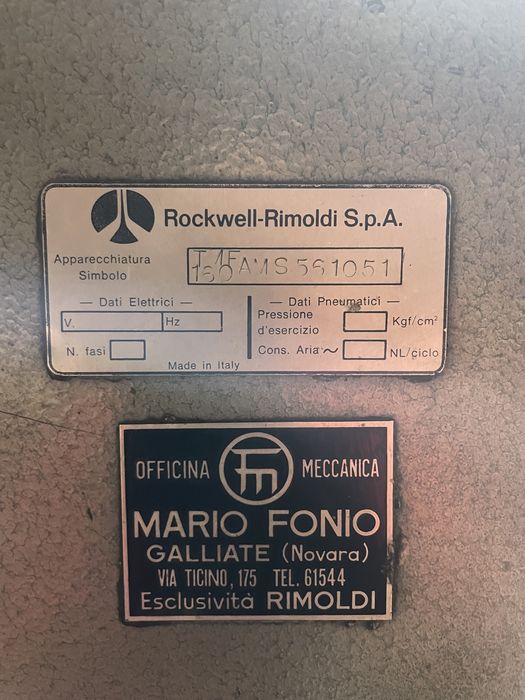 Rockwell-Rimoldi S.p.A.
Apparecchiatura
Simbolo
AMS 561051
— Dati Elettrici —
V.
Hz
N. fasi
— Dati Pneumatici —
Pressione
d'esercizio
Kgf/cm²
Cons. Aria ~
NL/ciclo
Made in Italy
OFFICINA Fm MECCANICA
MARIO FONIO
GALLIATE (Novara)
VIA TICINO, 175 TEL. 61544
Esclusività RIMOLDI